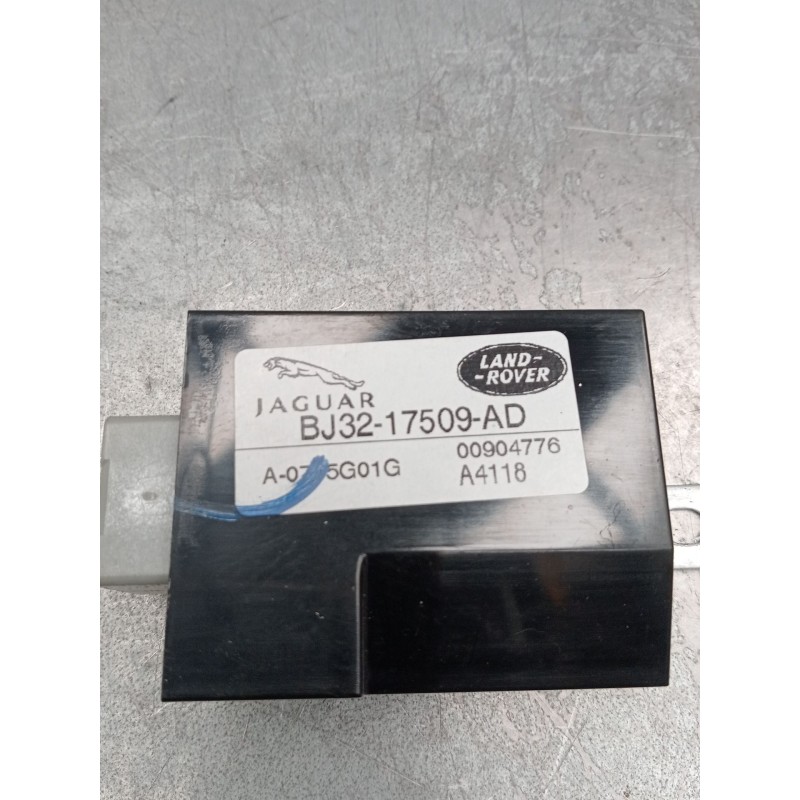 JAGUAR
LAND-
-ROVER
BJ32-17509-AD
00904776
A4118